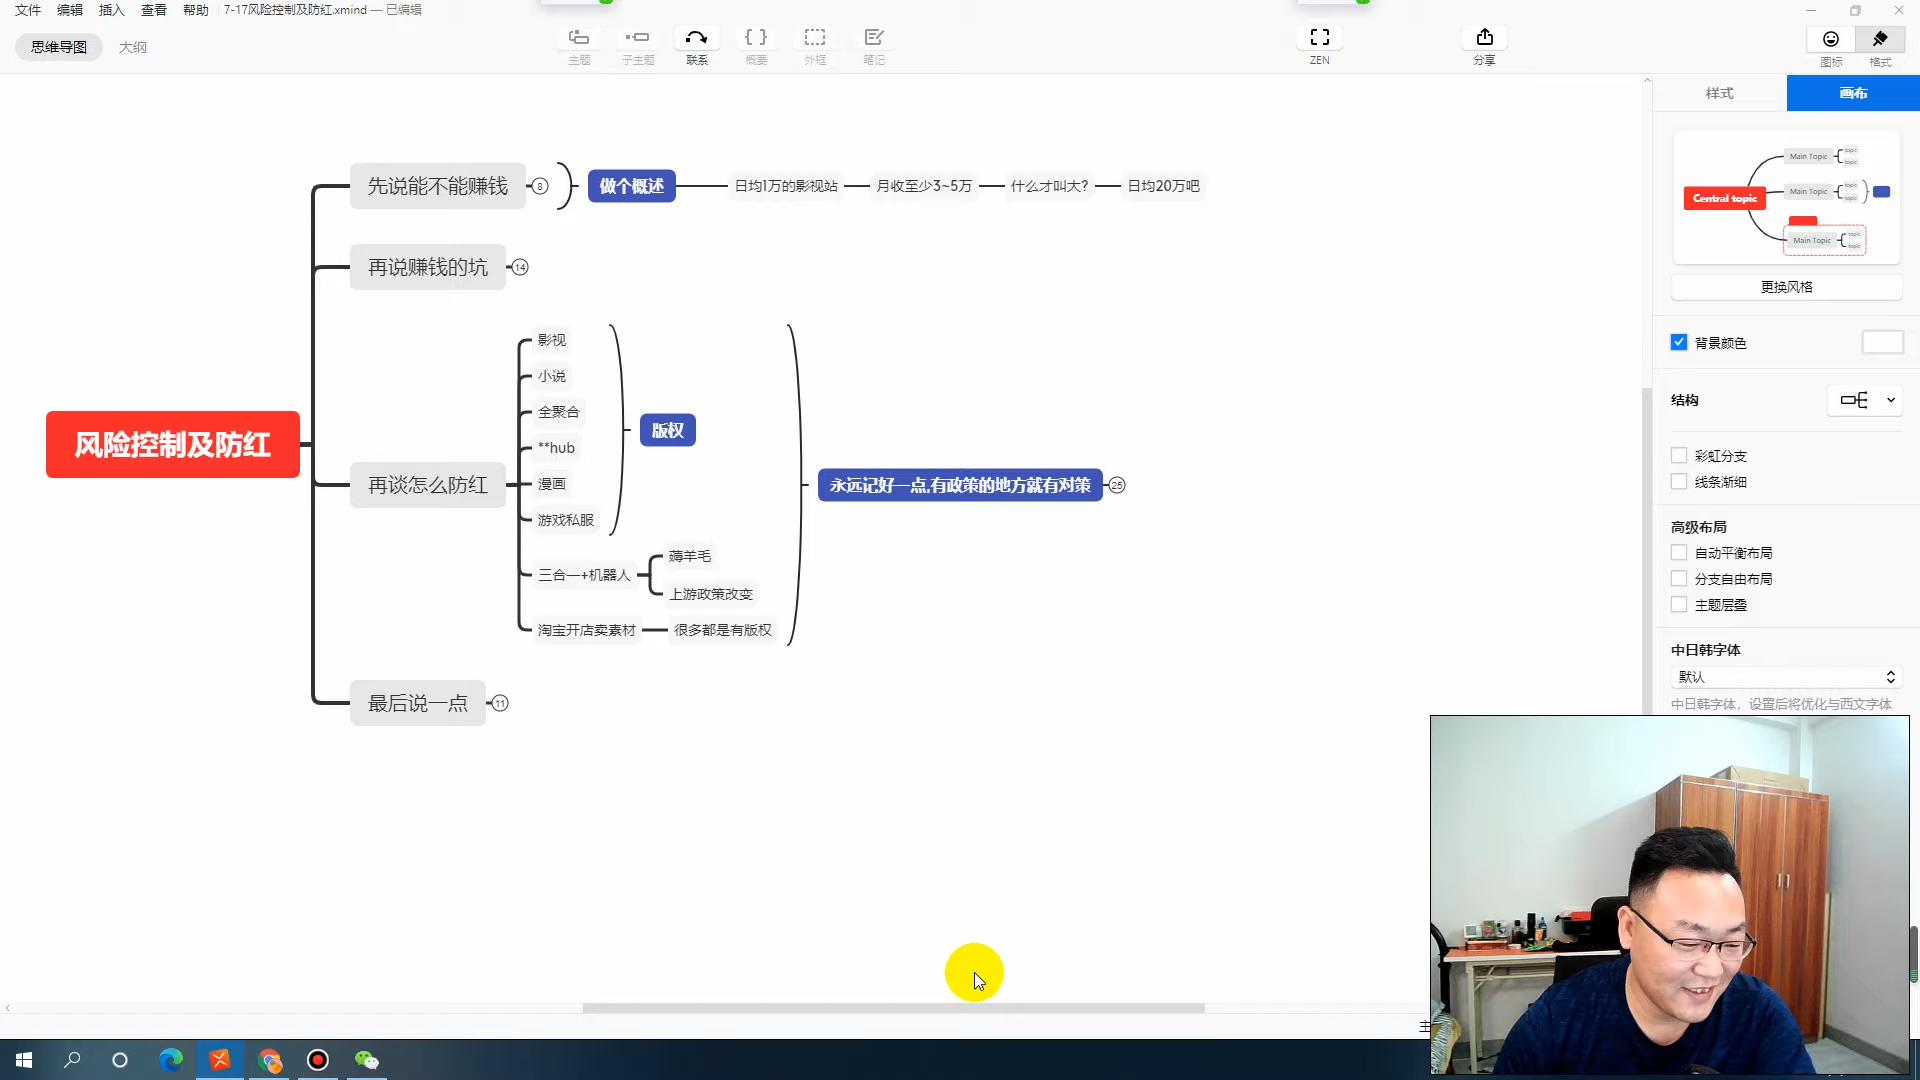 文件 编辑 插入 查看 帮助 7-17风险控制及防红.xmind — 已编辑
思维导图 大纲
主题 子主题 联系 概要 外框 笔记 ZEN 分享 图标 格式
样式 画布
先说能不能赚钱 8 做个概述 日均1万的影视站 月收至少3~5万 什么才叫大? 日均20万吧
再说赚钱的坑 14
风险控制及防红
再谈怎么防红
影视
小说
全聚合
**hub
漫画
游戏私服
版权
三合一+机器人
薅羊毛
上游政策改变
淘宝开店卖素材 很多都是有版权
永远记好一点,有政策的地方就有对策 25
最后说一点 11
Central topic
Main Topic topic topic
Main Topic topic topic
Main Topic topic topic
更换风格
背景颜色
结构
彩虹分支
线条渐细
高级布局
自动平衡布局
分支自由布局
主题层叠
中日韩字体
默认
中日韩字体，设置后将优化与西文字体
主